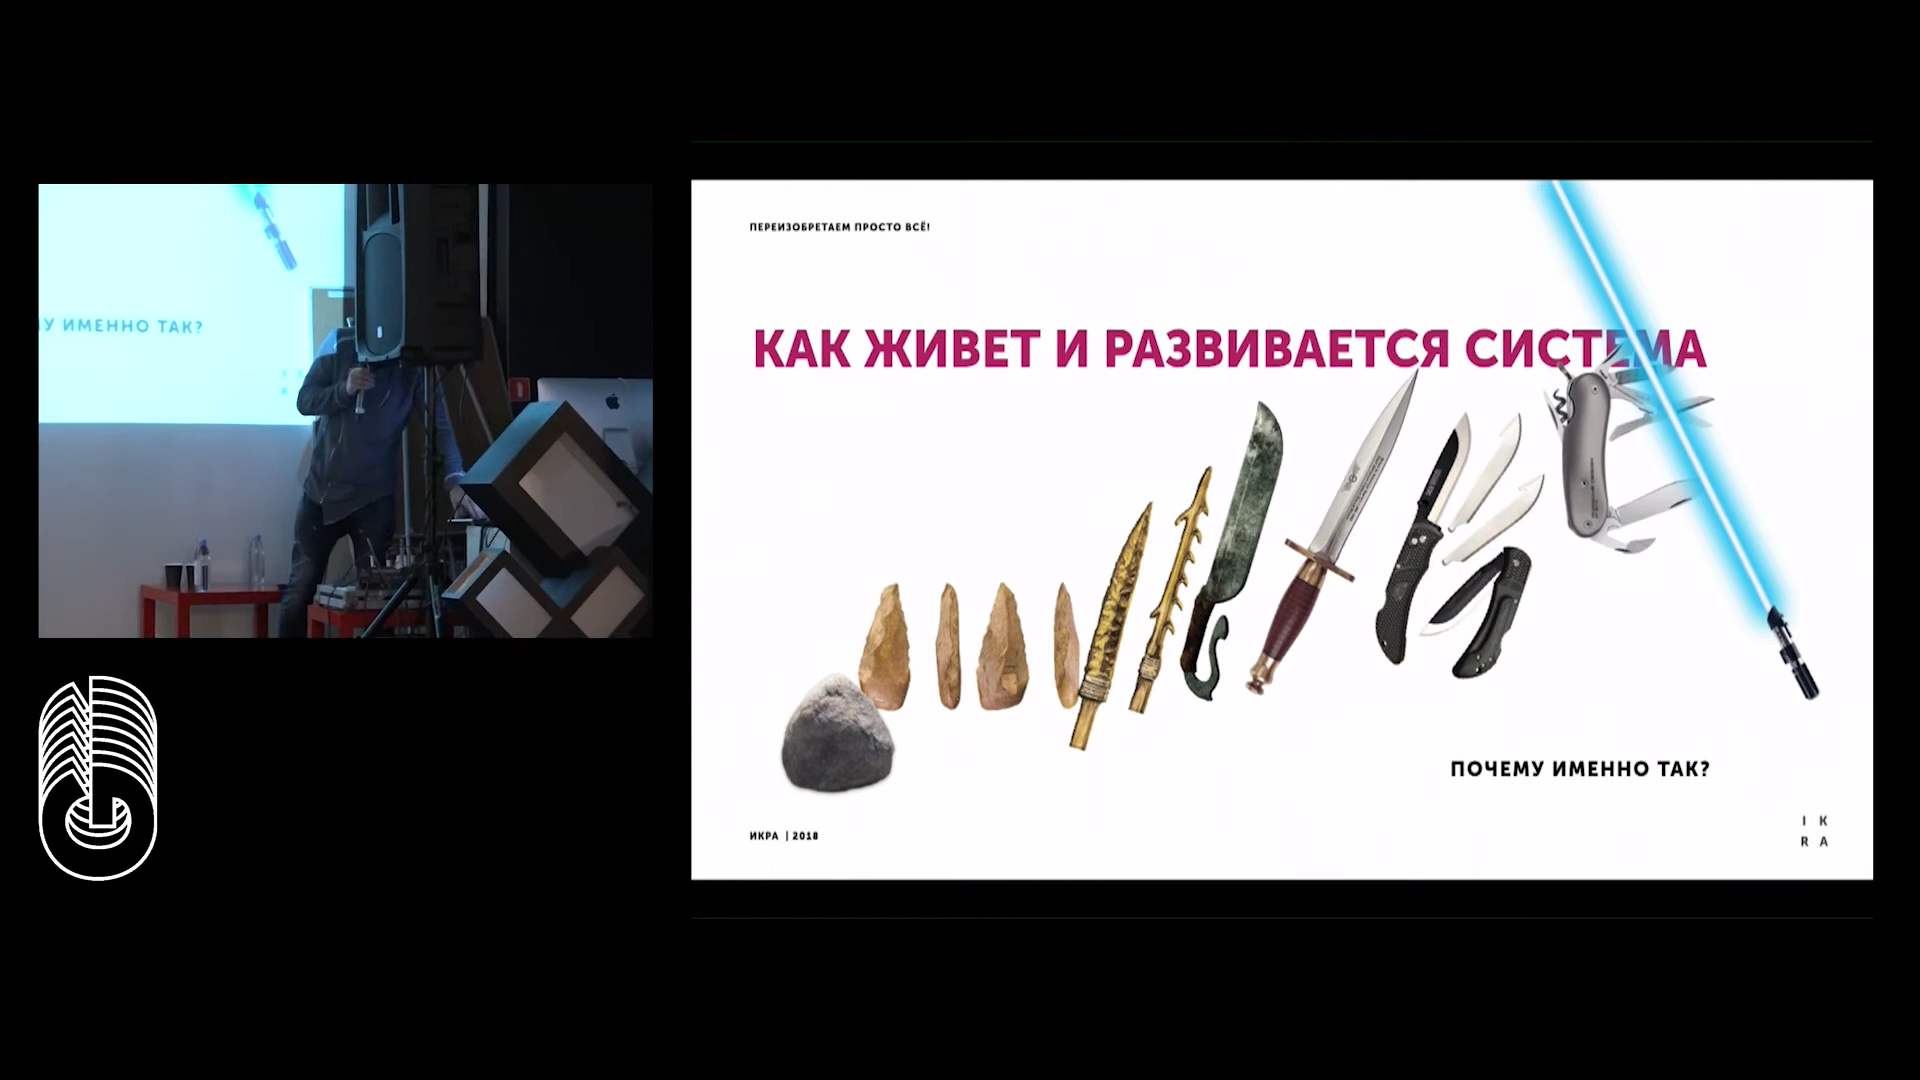 У ИМЕННО ТАК?
ПЕРЕИЗОБРЕТАЕМ ПРОСТО ВСЁ!
КАК ЖИВЕТ И РАЗВИВАЕТСЯ СИСТЕМА
ПОЧЕМУ ИМЕННО ТАК?
ИКРА | 2018
I K
R A